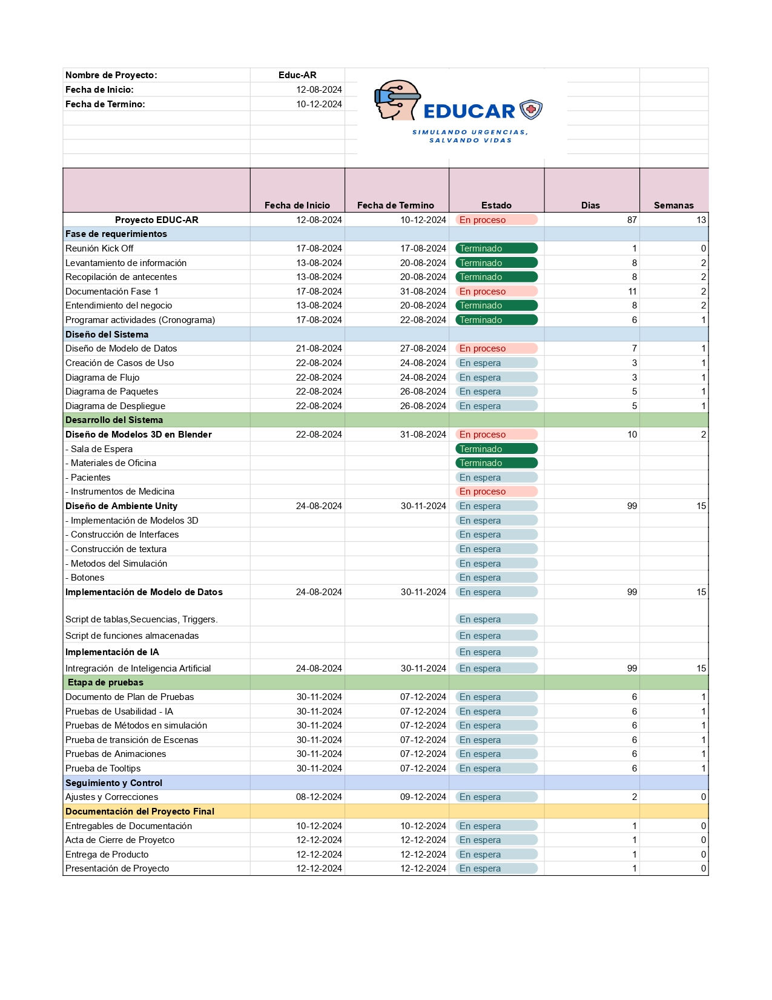 Nombre de Proyecto: Educ-AR
Fecha de Inicio: 12-08-2024
Fecha de Termino: 10-12-2024
EDUCAR
SIMULANDO URGENCIAS,
SALVANDO VIDAS
Fecha de Inicio Fecha de Termino Estado Dias Semanas
Proyecto EDUC-AR 12-08-2024 10-12-2024 En proceso 87 13
Fase de requerimientos
Reunión Kick Off 17-08-2024 17-08-2024 Terminado 1 0
Levantamiento de información 13-08-2024 20-08-2024 Terminado 8 2
Recopilación de antecentes 13-08-2024 20-08-2024 Terminado 8 2
Documentación Fase 1 17-08-2024 31-08-2024 En proceso 11 2
Entendimiento del negocio 13-08-2024 20-08-2024 Terminado 8 2
Programar actividades (Cronograma) 17-08-2024 22-08-2024 Terminado 6 1
Diseño del Sistema
Diseño de Modelo de Datos 21-08-2024 27-08-2024 En proceso 7 1
Creación de Casos de Uso 22-08-2024 24-08-2024 En espera 3 1
Diagrama de Flujo 22-08-2024 24-08-2024 En espera 3 1
Diagrama de Paquetes 22-08-2024 26-08-2024 En espera 5 1
Diagrama de Despliegue 22-08-2024 26-08-2024 En espera 5 1
Desarrollo del Sistema
Diseño de Modelos 3D en Blender 22-08-2024 31-08-2024 En proceso 10 2
- Sala de Espera Terminado
- Materiales de Oficina Terminado
- Pacientes En espera
- Instrumentos de Medicina En proceso
Diseño de Ambiente Unity 24-08-2024 30-11-2024 En espera 99 15
- Implementación de Modelos 3D En espera
- Construcción de Interfaces En espera
- Construcción de textura En espera
- Metodos del Simulación En espera
- Botones En espera
Implementación de Modelo de Datos 24-08-2024 30-11-2024 En espera 99 15
Script de tablas,Secuencias, Triggers. En espera
Script de funciones almacenadas En espera
Implementación de IA En espera
Intregración  de Inteligencia Artificial 24-08-2024 30-11-2024 En espera 99 15
Etapa de pruebas
Documento de Plan de Pruebas 30-11-2024 07-12-2024 En espera 6 1
Pruebas de Usabilidad - IA 30-11-2024 07-12-2024 En espera 6 1
Pruebas de Métodos en simulación 30-11-2024 07-12-2024 En espera 6 1
Prueba de transición de Escenas 30-11-2024 07-12-2024 En espera 6 1
Pruebas de Animaciones 30-11-2024 07-12-2024 En espera 6 1
Prueba de Tooltips 30-11-2024 07-12-2024 En espera 6 1
Seguimiento y Control
Ajustes y Correcciones 08-12-2024 09-12-2024 En espera 2 0
Documentación del Proyecto Final
Entregables de Documentación 10-12-2024 10-12-2024 En espera 1 0
Acta de Cierre de Proyetco 12-12-2024 12-12-2024 En espera 1 0
Entrega de Producto 12-12-2024 12-12-2024 En espera 1 0
Presentación de Proyecto 12-12-2024 12-12-2024 En espera 1 0